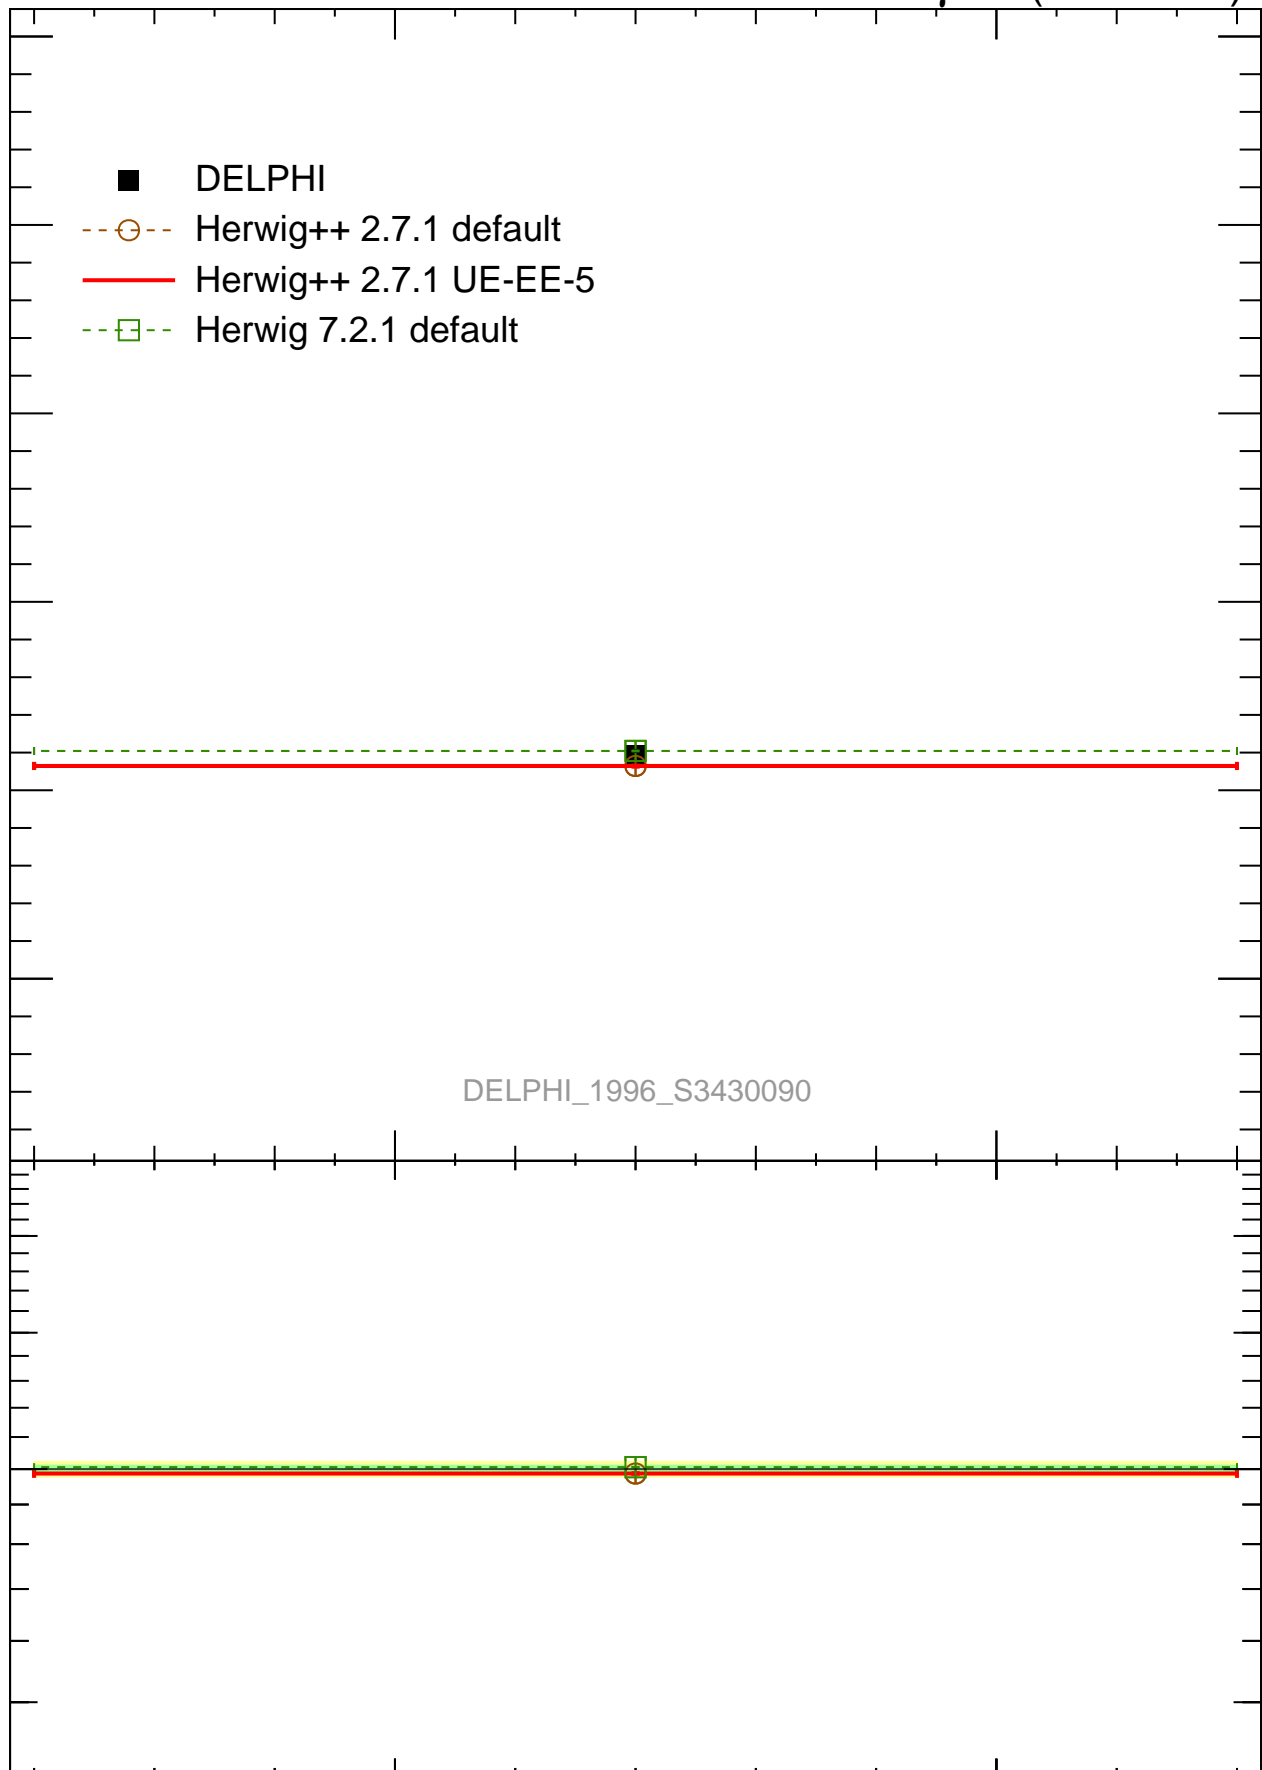 DELPHI
Herwig++ 2.7.1 default
Herwig++ 2.7.1 UE-EE-5
Herwig 7.2.1 default
DELPHI_1996_S3430090